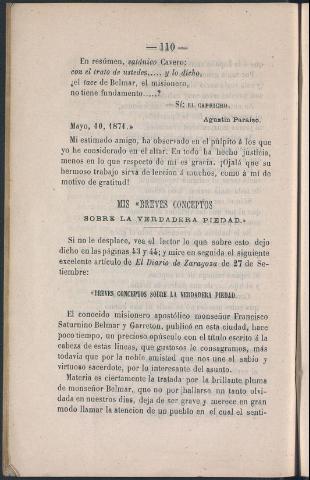 — 110 —
En resúmen, satánico Cavero;
con el trato de ustedes..... y lo dicho,
¿el tace de Belmar, el misionero,
no tiene fundamento.....?
— Sí: EL CAPRICHO.
Agustin Paraiso.
Mayo, 10, 1874.»
Mi estimado amigo, ha observado en el púlpito á los que
yo he considerado en el altar. En todo ha hecho justicia,
menos en lo que respecto de mi es gracia. ¡Ojalá que su
hermoso trabajo sirva de leccion á muchos, como á mí de
motivo de gratitud!
MIS «BREVES CONCEPTOS
SOBRE LA VERDADERA PIEDAD.»
Si no le desplace, vea el lector lo que sobre esto dejo
dicho en las páginas 43 y 44; y mire en seguida el siguiente
excelente artículo de El Diario de Zaragoza de 27 de Se-
tiembre:
«BREVES CONCEPTOS SOBRE LA VERDADERA PIEDAD.
El conocido misionero apostólico monseñor Francisco
Saturnino Belmar y Garreton, publicó en esta ciudad, hace
poco tiempo, un precioso opúsculo con el título escrito á la
cabeza de estas líneas, que gustosos le consagramos, más
todavia que por la noble amistad que nos une al sabio y
virtuoso sacerdote, por lo interesante del asunto.
Materia es ciertamente la tratada por la brillante pluma
de monseñor Belmar, que no por hallarse un tanto olvi-
dada en nuestros dias, deja de ser grave y merece en gran
modo llamar la atencion de un pueblo en el cual el senti-